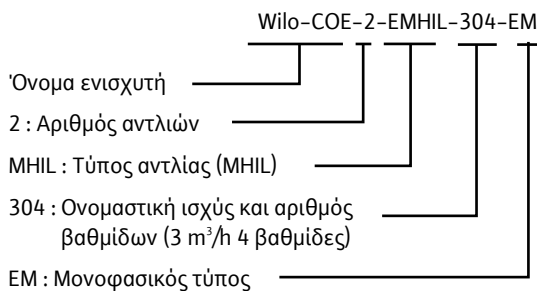 Wilo-COE-2-EMHIL-304-EM
Όνομα ενισχυτή
2 : Αριθμός αντλιών
MHIL : Τύπος αντλίας (MHIL)
304 : Ονομαστική ισχύς και αριθμός
βαθμίδων (3 m³/h 4 βαθμίδες)
EM : Μονοφασικός τύπος